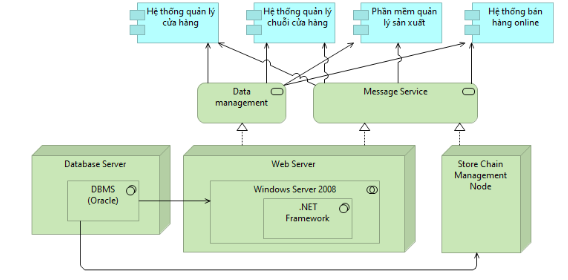 Hệ thống quản lý
cửa hàng
Hệ thống quản lý
chuỗi cửa hàng
Phần mềm quản
lý sản xuất
Hệ thống bán
hàng online
Data
management
Message Service
Database Server
DBMS
(Oracle)
Web Server
Windows Server 2008
.NET
Framework
Store Chain
Management
Node